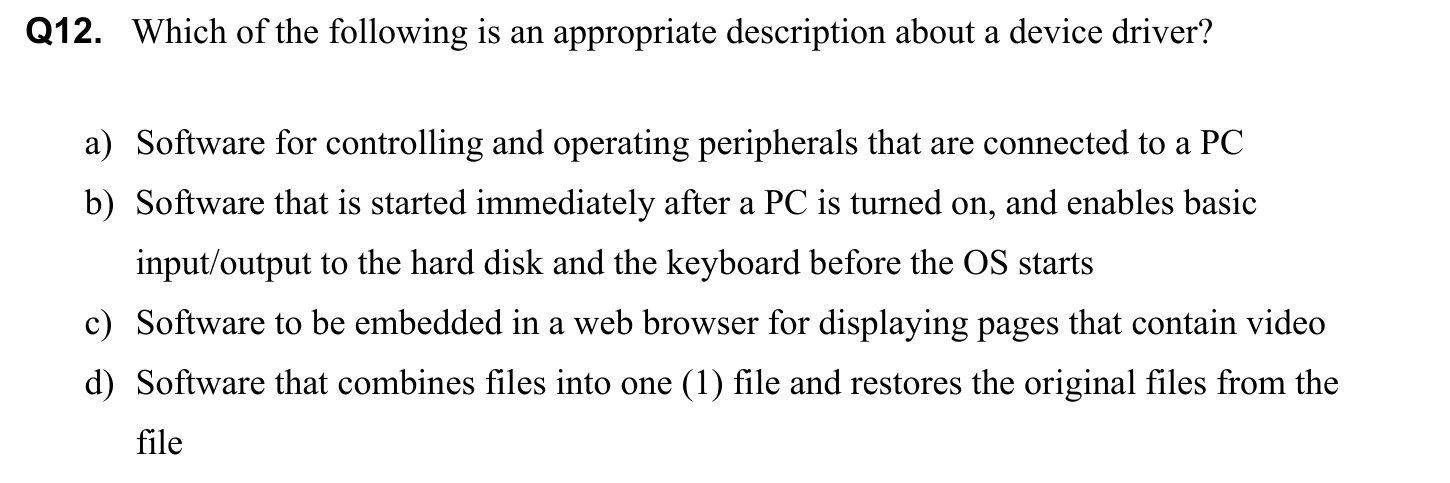 Q12. Which of the following is an appropriate description about a device driver?
a) Software for controlling and operating peripherals that are connected to a PC
b) Software that is started immediately after a PC is turned on, and enables basic
input/output to the hard disk and the keyboard before the OS starts
c) Software to be embedded in a web browser for displaying pages that contain video
d) Software that combines files into one (1) file and restores the original files from the
file